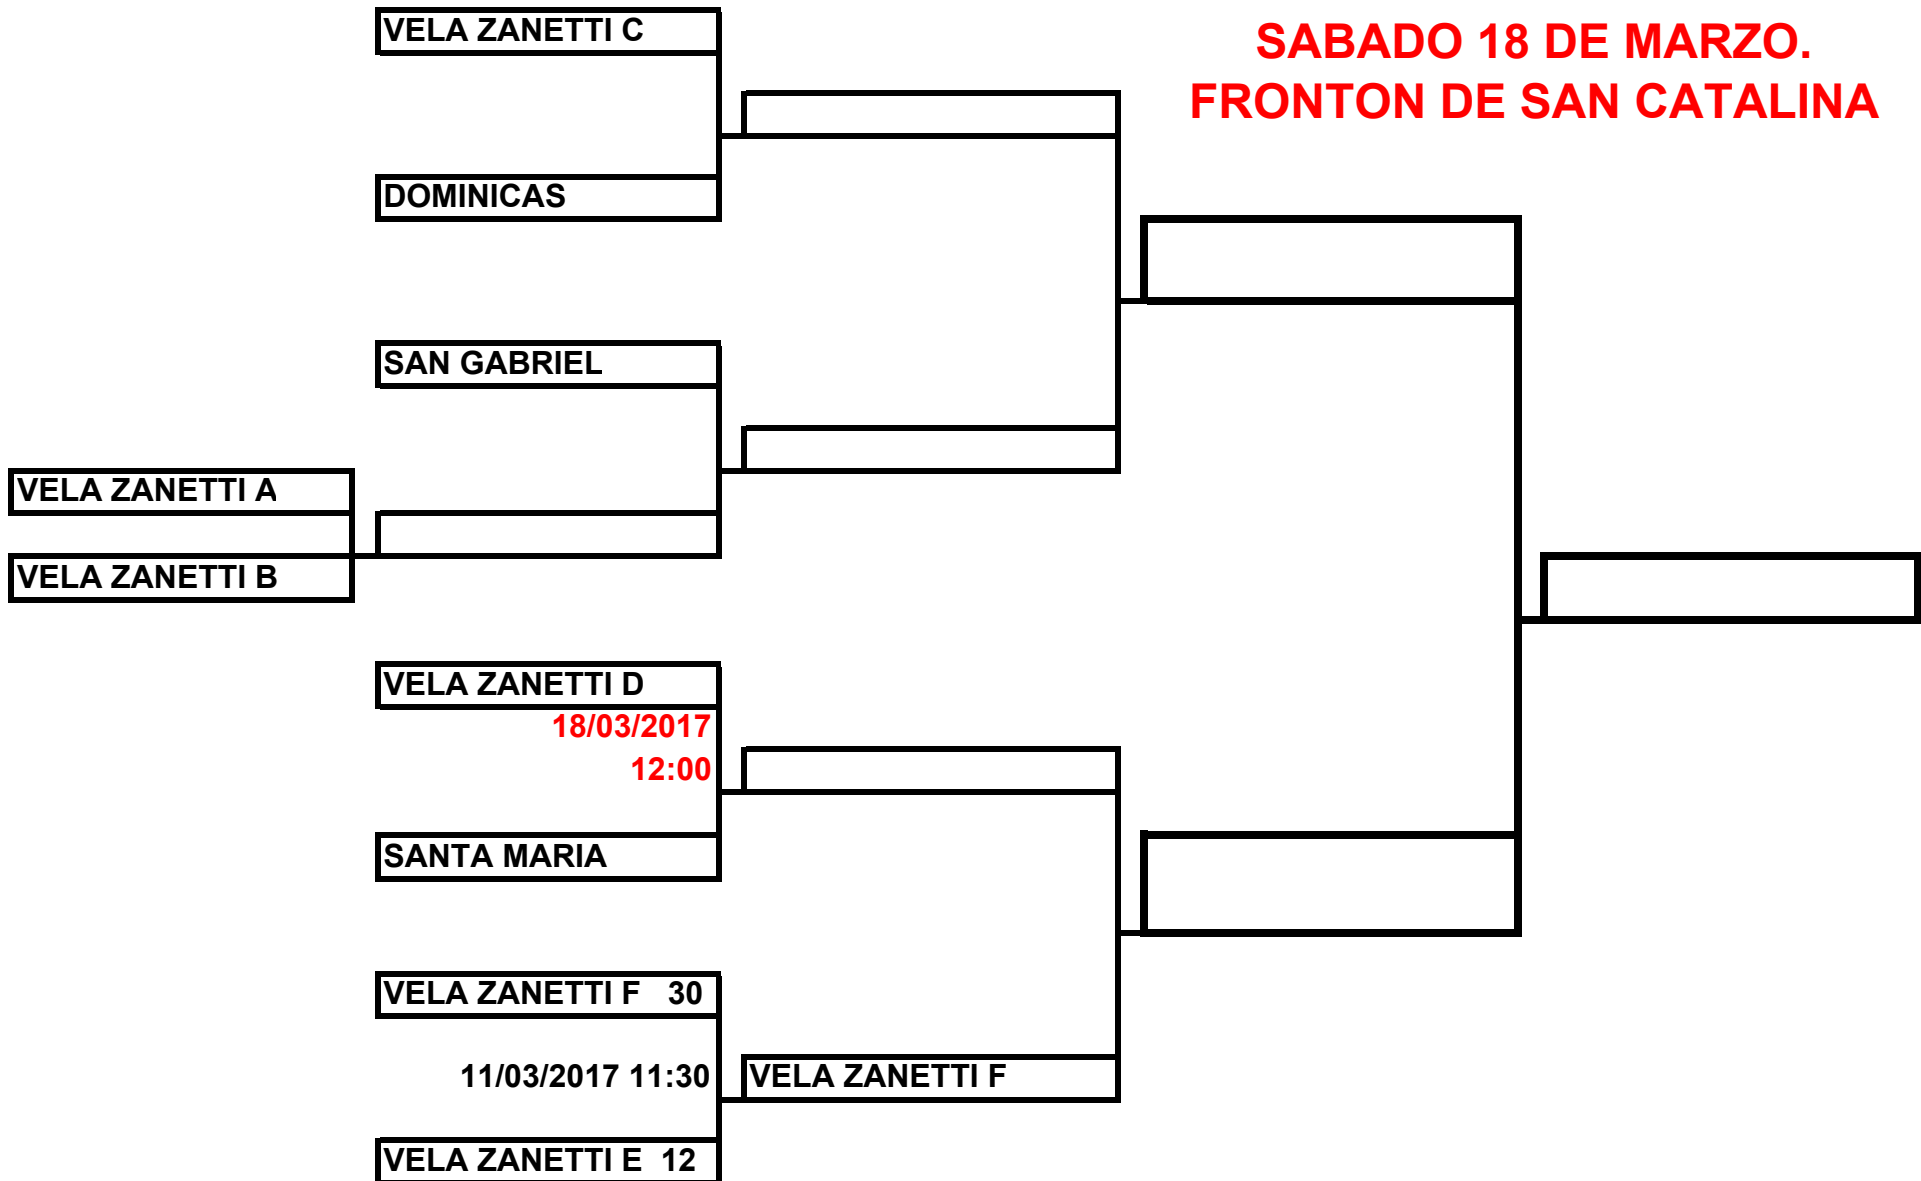 VELA ZANETTI C
SABADO 18 DE MARZO.
FRONTON DE SAN CATALINA
DOMINICAS
SAN GABRIEL
VELA ZANETTI A
VELA ZANETTI B
VELA ZANETTI D
18/03/2017
12:00
SANTA MARIA
VELA ZANETTI F 30
11/03/2017 11:30
VELA ZANETTI F
VELA ZANETTI E 12